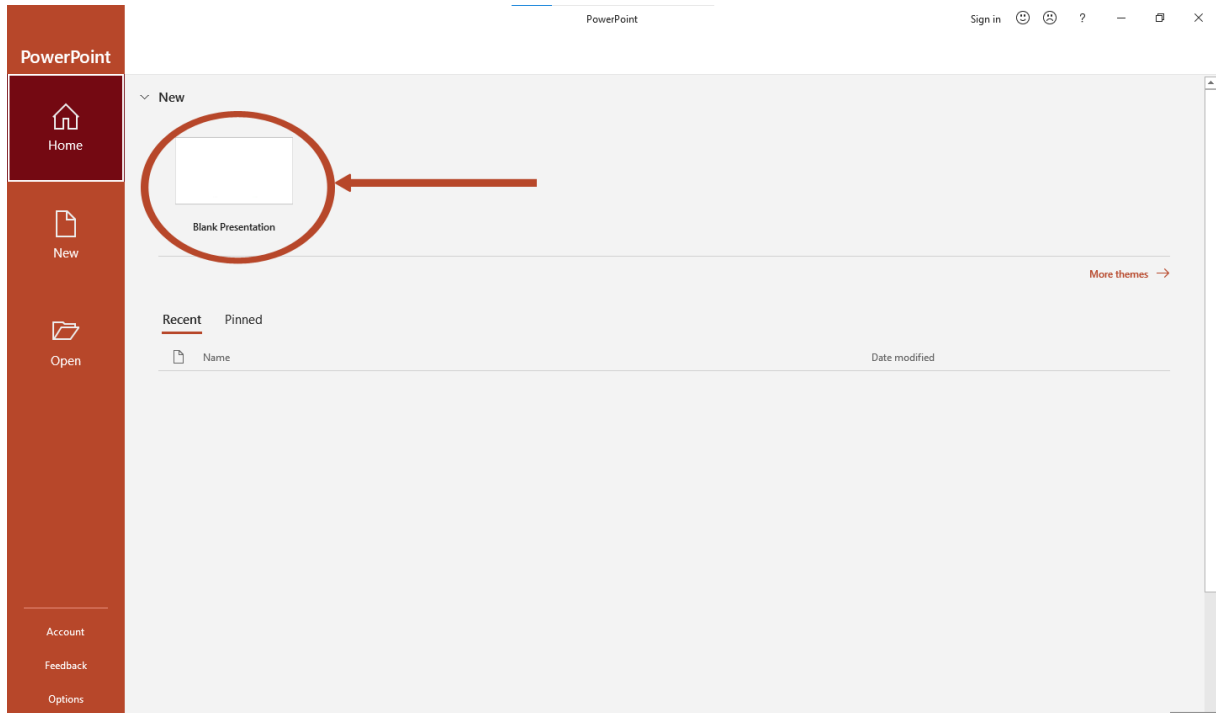 PowerPoint
Sign in ?
PowerPoint
Home
New
Open
Account
Feedback
Options
New
Blank Presentation
More themes
Recent Pinned
Name Date modified